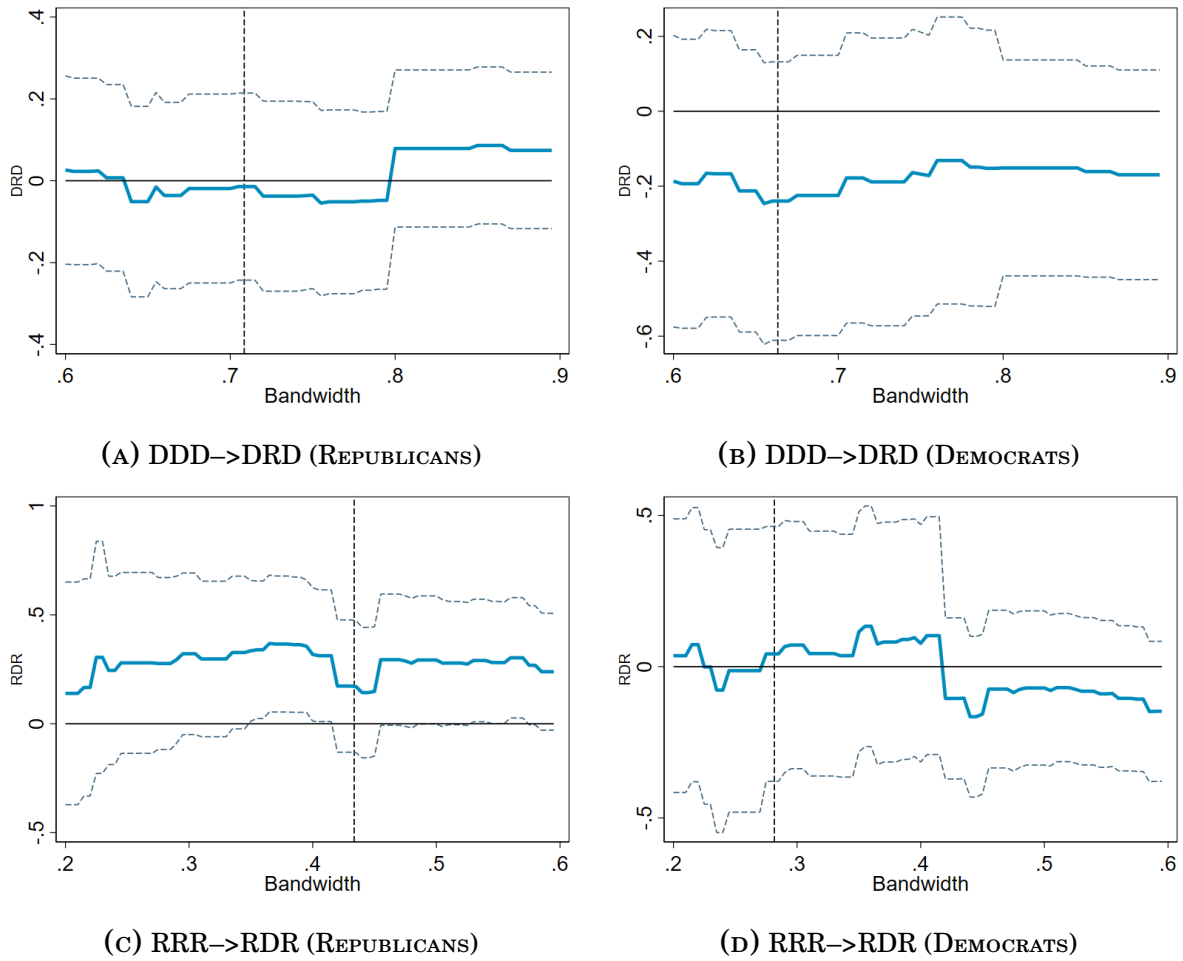 .4
.2
0
-.2
-.4
DRD
.6 .7 .8 .9
Bandwidth
(A) DDD–>DRD (REPUBLICANS)
.2
0
-.2
-.4
-.6
DRD
.6 .7 .8 .9
Bandwidth
(B) DDD–>DRD (DEMOCRATS)
1
.5
0
-.5
RDR
.2 .3 .4 .5 .6
Bandwidth
(C) RRR–>RDR (REPUBLICANS)
.5
0
-.5
RDR
.2 .3 .4 .5 .6
Bandwidth
(D) RRR–>RDR (DEMOCRATS)